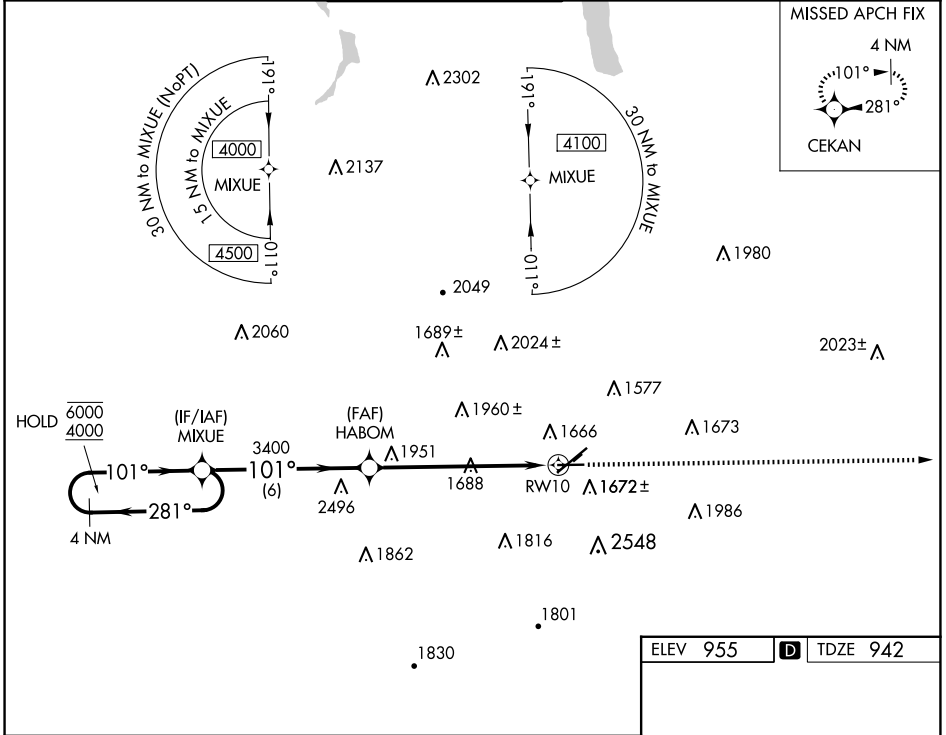 MISSED APCH FIX
4 NM
101°
281°
CEKAN
30 NM to MIXUE (NoPT)
15 NM to MIXUE
191°
4000
MIXUE
4500
011°
2302
2137
191°
4100
MIXUE
30 NM to MIXUE
011°
1980
2049
2060
1689±
2024±
2023±
1577
HOLD
6000
4000
(IF/IAF)
MIXUE
(FAF)
HABOM
1960±
1666
1673
3400
1951
101°
101°
(6)
1688
RW10
1672±
2496
281°
4 NM
1986
1862
1816
2548
1801
1830
ELEV 955
D
TDZE 942